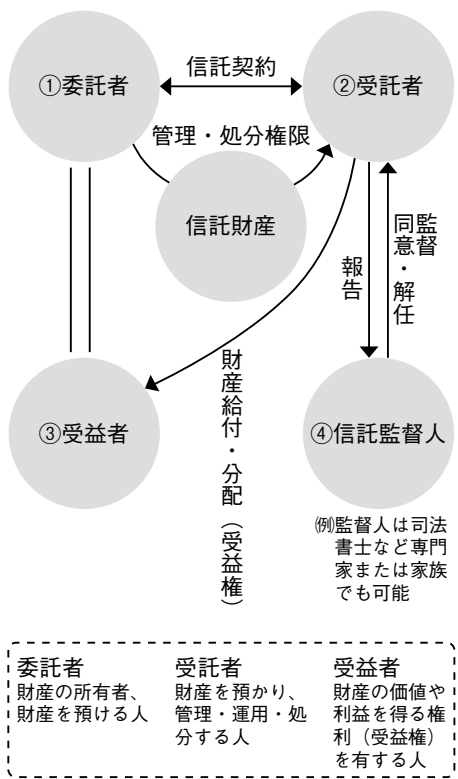 ①委託者
信託契約
②受託者
管理・処分権限
信託財産
報告
監督
同意・解任
財産給付・分配（受益権）
③受益者
④信託監督人
㈎監督人は司法
書士など専門
家または家族
でも可能
委託者
財産の所有者、
財産を預ける人
受託者
財産を預かり、
管理・運用・処
分する人
受益者
財産の価値や
利益を得る権
利（受益権）
を有する人